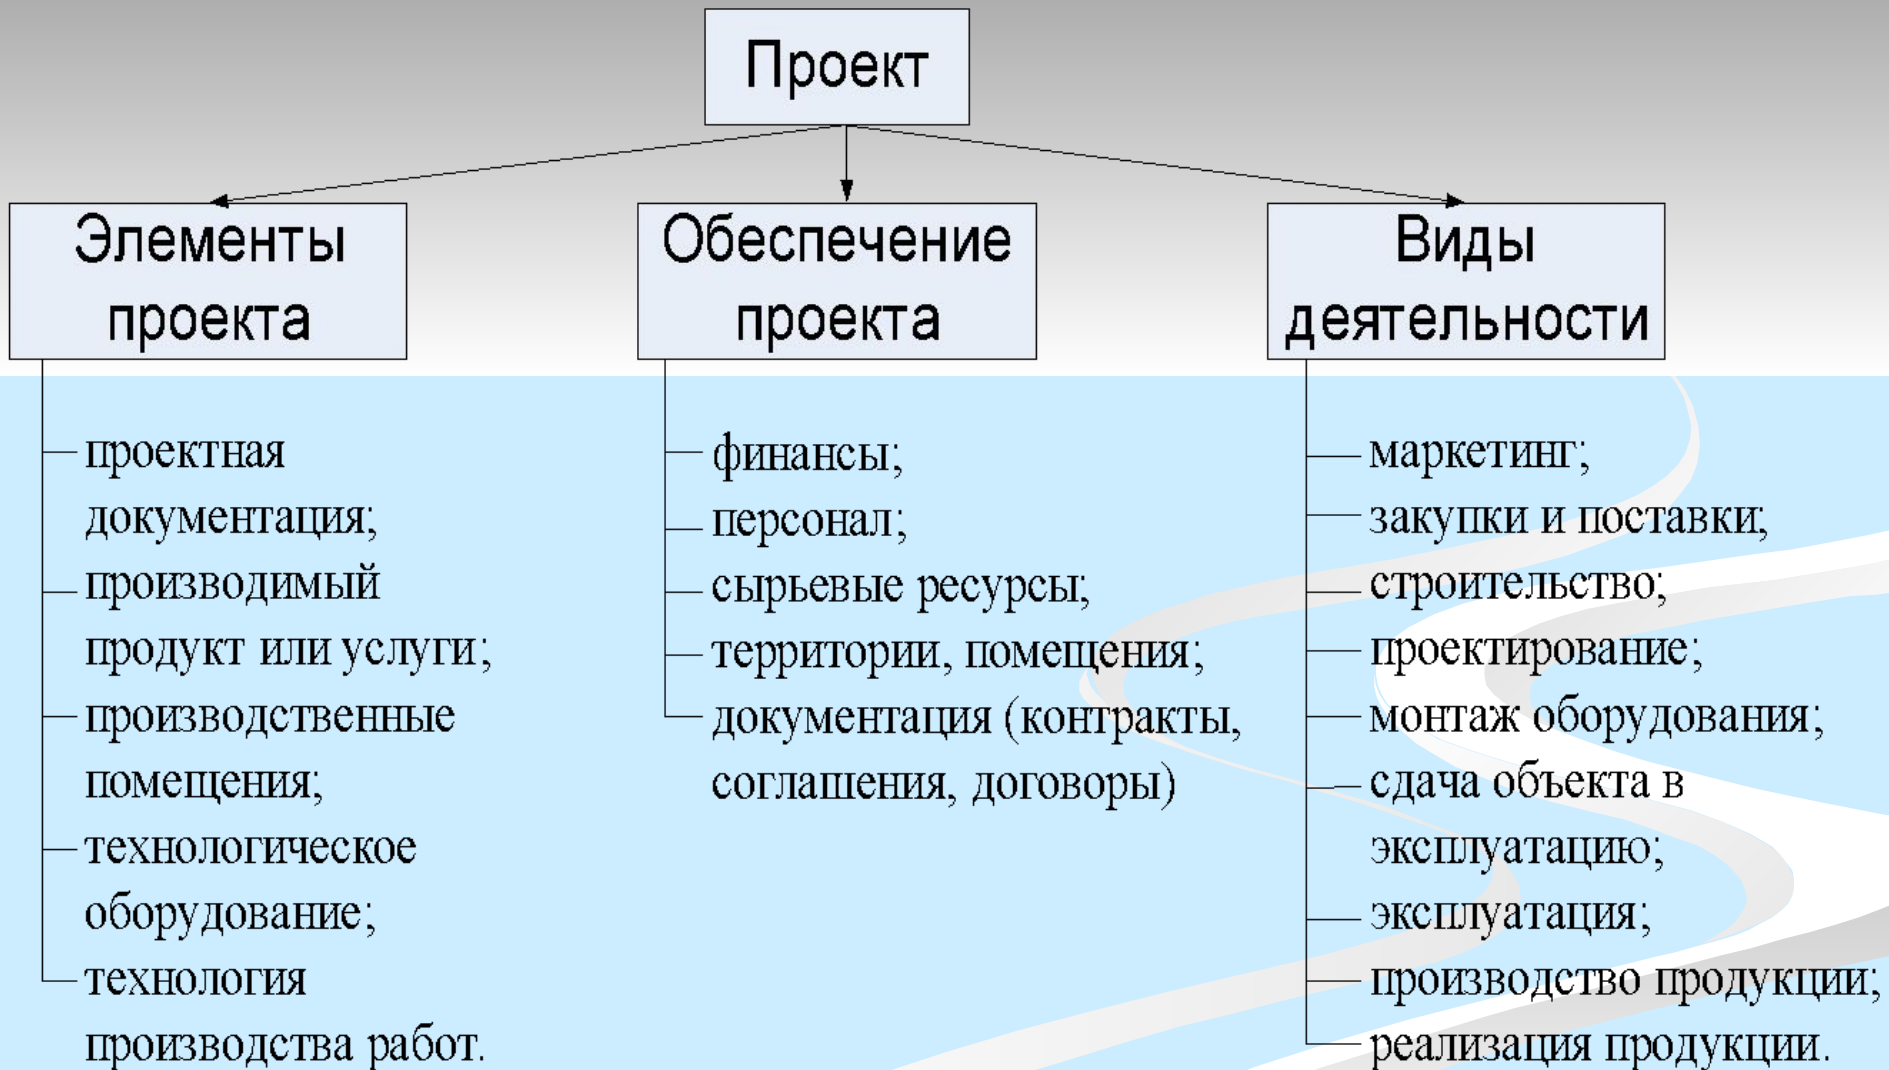 Проект
Элементы
проекта
проектная
документация;
производимый
продукт или услуги;
производственные
помещения;
технологическое
оборудование;
технология
производства работ.
Обеспечение
проекта
финансы;
персонал;
сырьевые ресурсы;
территории, помещения;
документация (контракты,
соглашения, договоры)
Виды
деятельности
маркетинг;
закупки и поставки;
строительство;
проектирование;
монтаж оборудования;
сдача объекта в
эксплуатацию;
эксплуатация;
производство продукции;
реализация продукции.